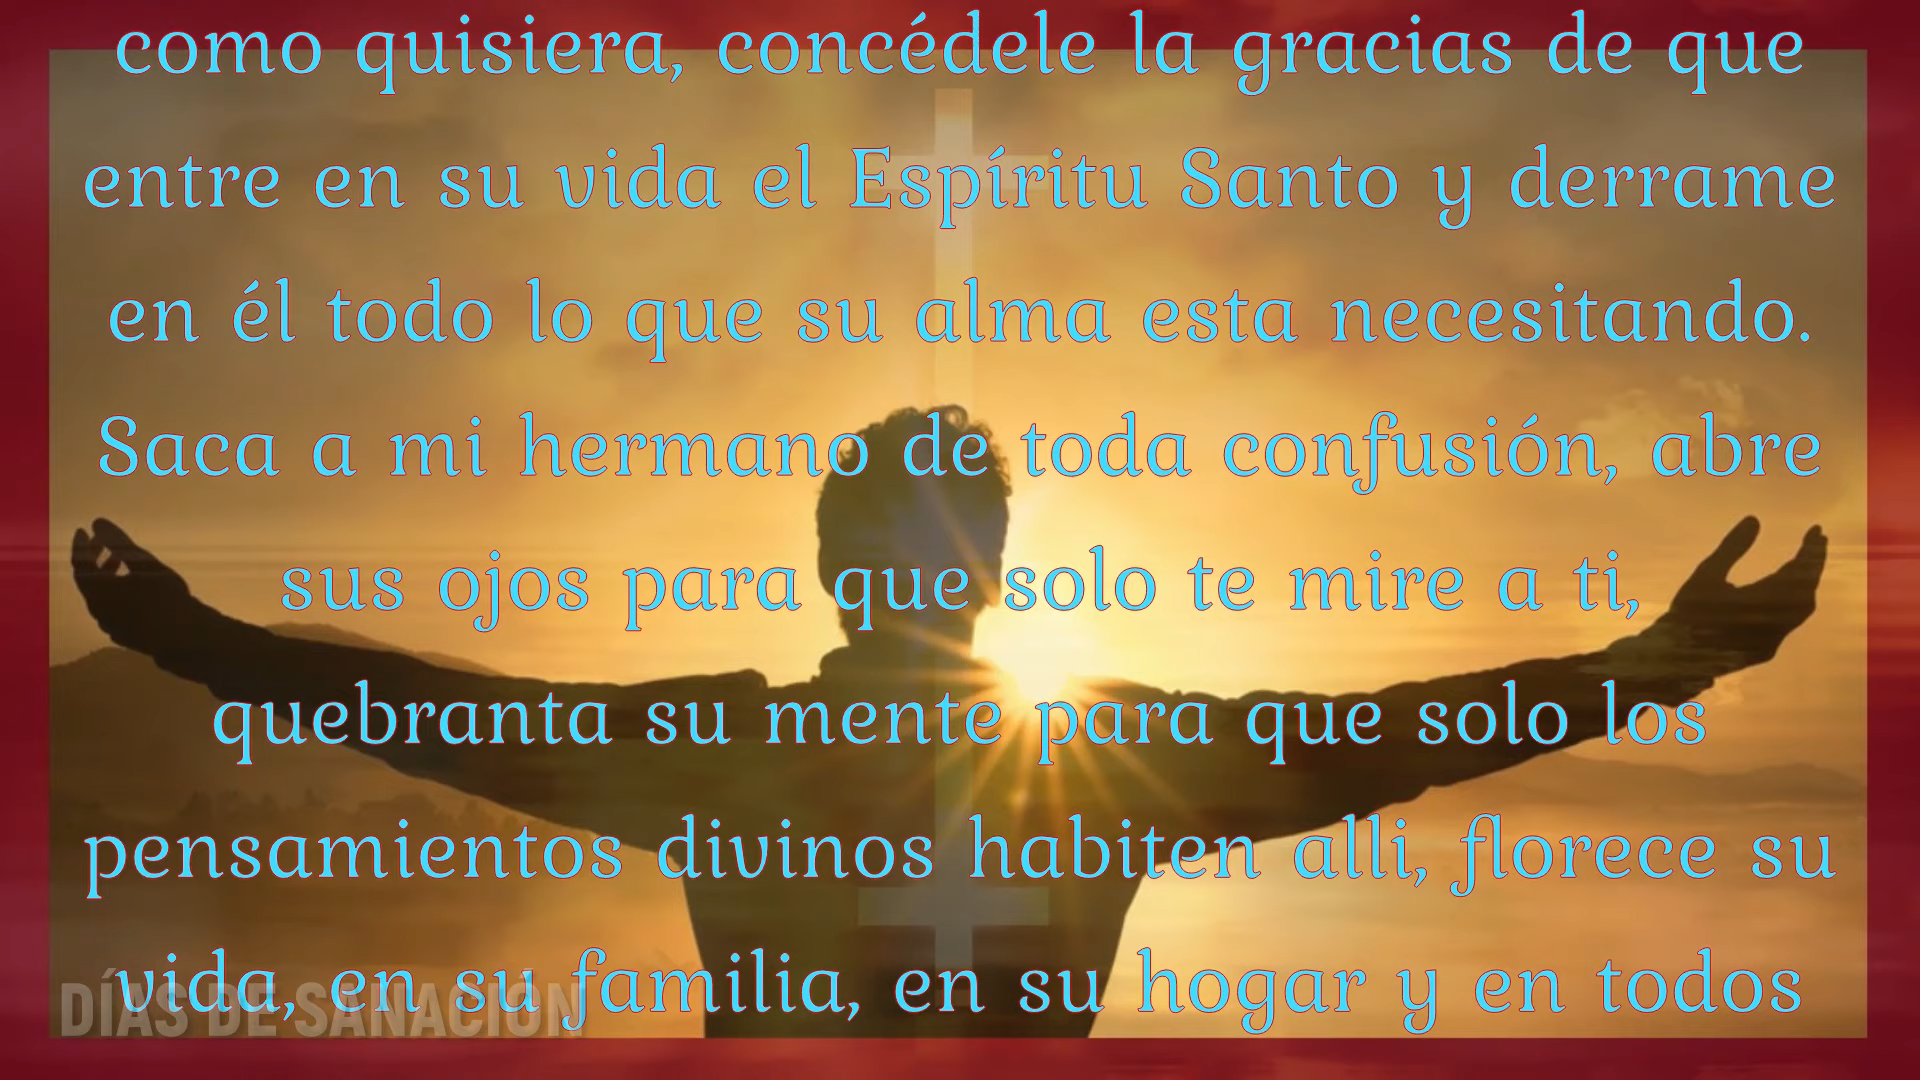 como quisiera, concédele la gracias de que
entre en su vida el Espíritu Santo y derrame
en él todo lo que su alma esta necesitando.
Saca a mi hermano de toda confusión, abre
sus ojos para que solo te mire a ti,
quebranta su mente para que solo los
pensamientos divinos habiten alli, florece su
vida, en su familia, en su hogar y en todos
DÍAS DE SANACIÓN